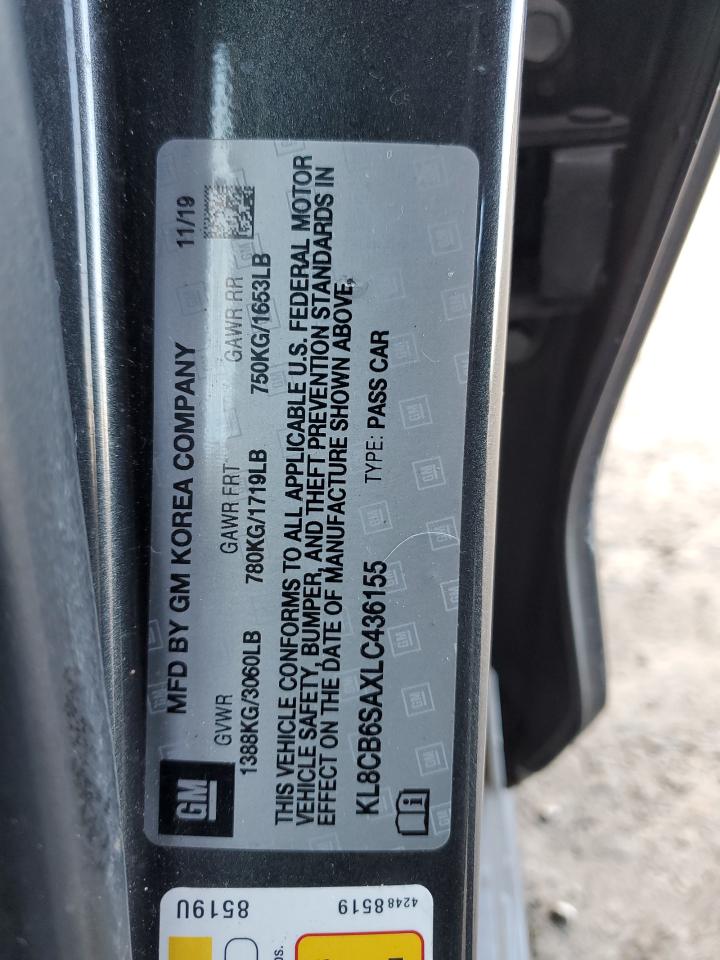 MFD BY GM KOREA COMPANY 11/19
GVWR GAWR FRT GAWR RR
1388KG/3060LB 780KG/1719LB 750KG/1653LB
THIS VEHICLE CONFORMS TO ALL APPLICABLE U.S. FEDERAL MOTOR
VEHICLE SAFETY, BUMPER, AND THEFT PREVENTION STANDARDS IN
EFFECT ON THE DATE OF MANUFACTURE SHOWN ABOVE.
KL8CB6SAXLC436155 TYPE: PASS CAR
GM
8519U
42488519